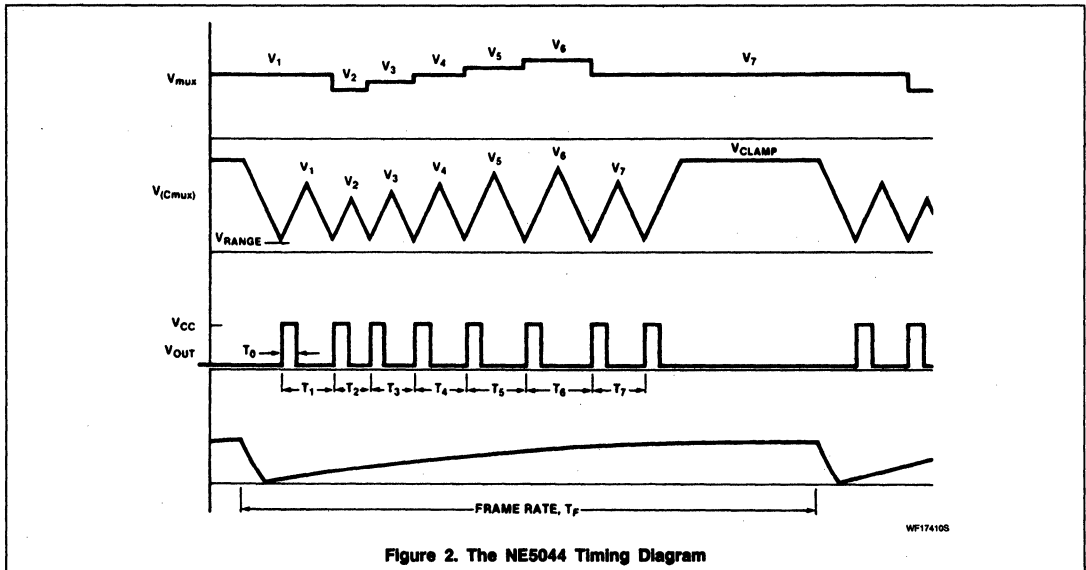 V1 V2 V3 V4 V5 V6 V7
Vmux
VCLAMP
V1 V2 V3 V4 V5 V6 V7
V(Cmux)
VRANGE
VCC
VOUT T0
T1 T2 T3 T4 T5 T6 T7
FRAME RATE, TF
WF17410S
Figure 2. The NE5044 Timing Diagram